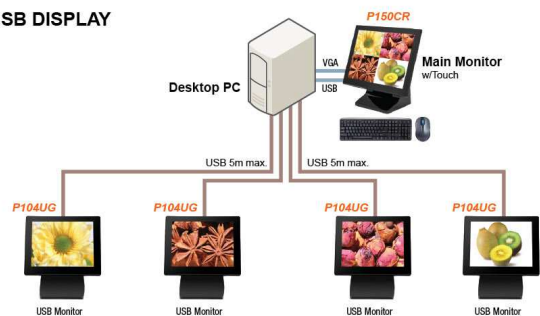 SB DISPLAY
P150CR
VGA
USB
Main Monitor
w/Touch
Desktop PC
USB 5m max.
USB 5m max.
P104UG
P104UG
P104UG
P104UG
USB Monitor
USB Monitor
USB Monitor
USB Monitor